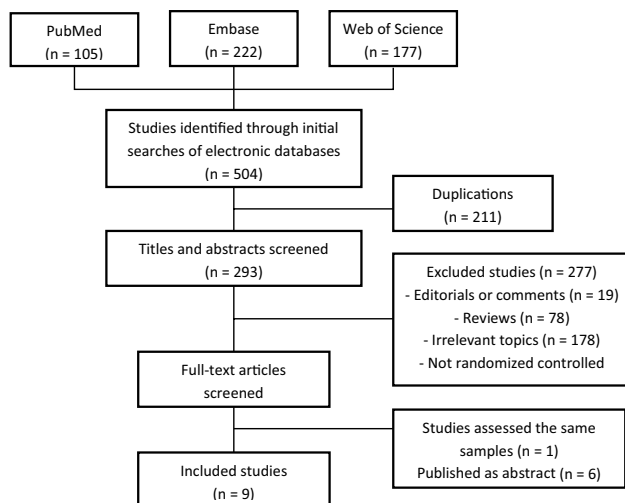 PubMed
(n = 105)
Embase
(n = 222)
Web of Science
(n = 177)
Studies identified through initial
searches of electronic databases
(n = 504)
Duplications
(n = 211)
Titles and abstracts screened
(n = 293)
Excluded studies (n = 277)
- Editorials or comments (n = 19)
- Reviews (n = 78)
- Irrelevant topics (n = 178)
- Not randomized controlled
Full-text articles
screened
Studies assessed the same
samples (n = 1)
Published as abstract (n = 6)
Included studies
(n = 9)